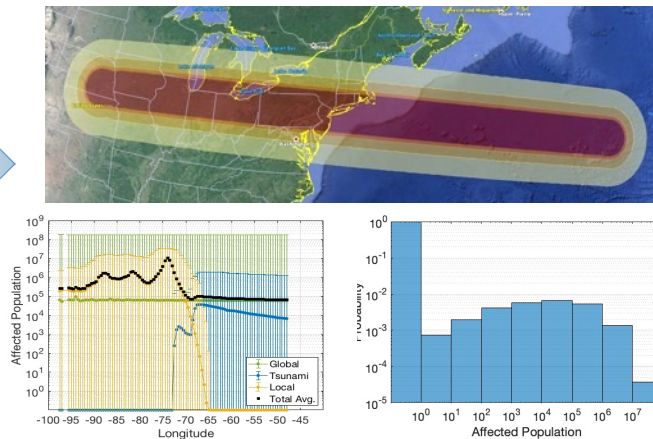 Washington
10^9
10^8
10^7
10^6
10^5
10^4
10^3
10^2
10^1
10^0
Affected Population
-100 -95 -90 -85 -80 -75 -70 -65 -60 -55 -50 -45
Longitude
Global
Tsunami
Local
Total Avg.
10^0
10^-1
10^-2
10^-3
10^-4
10^-5
Probability
10^0 10^1 10^2 10^3 10^4 10^5 10^6 10^7
Affected Population